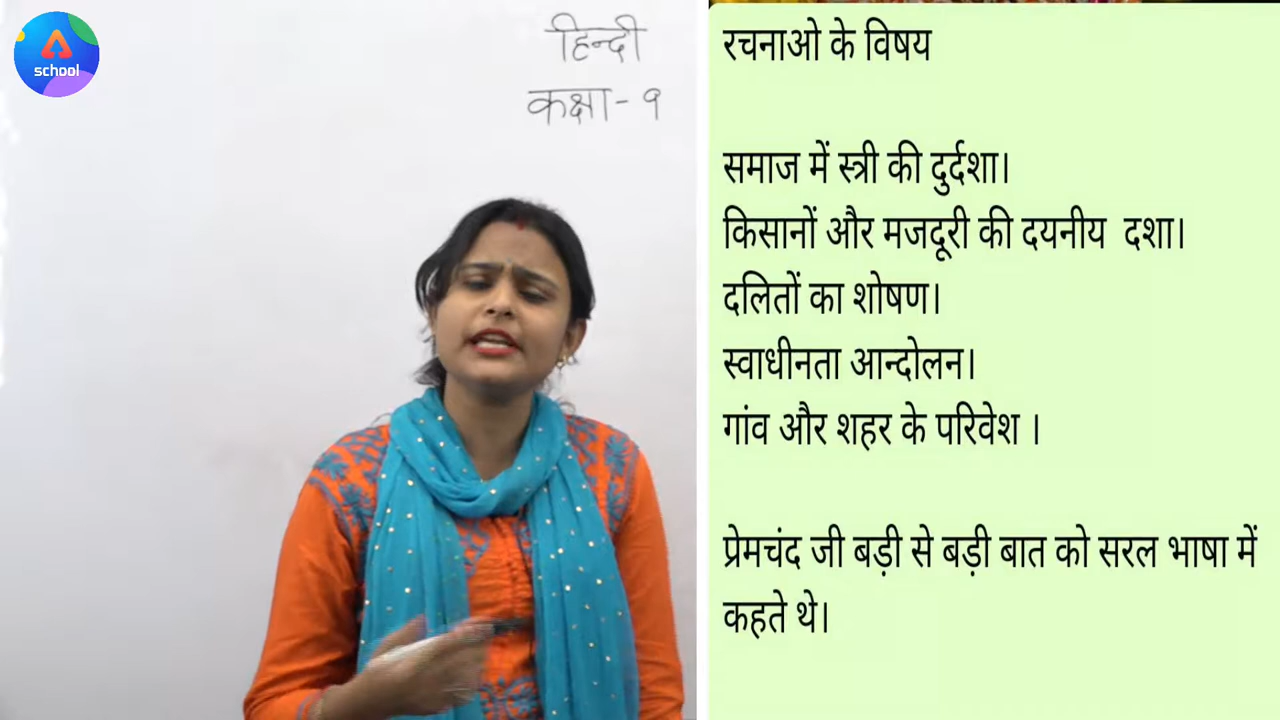 school
हिन्दी
कक्षा - ९
रचनाओ के विषय
समाज में स्त्री की दुर्दशा।
किसानों और मजदूरी की दयनीय दशा।
दलितों का शोषण।
स्वाधीनता आन्दोलन।
गांव और शहर के परिवेश ।
प्रेमचंद जी बड़ी से बड़ी बात को सरल भाषा में
कहते थे।